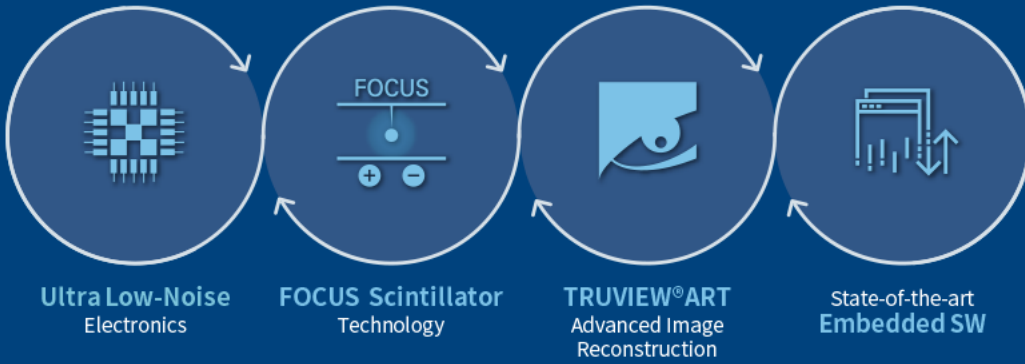 FOCUS
Ultra Low-Noise
Electronics
FOCUS Scintillator
Technology
TRUVIEW®ART
Advanced Image
Reconstruction
State-of-the-art
Embedded SW